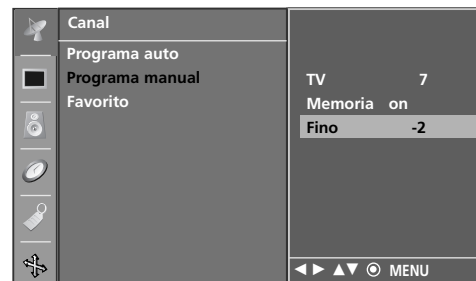 Canal
Programa auto
Programa manual
Favorito
TV 7
Memoria on
Fino -2
MENU